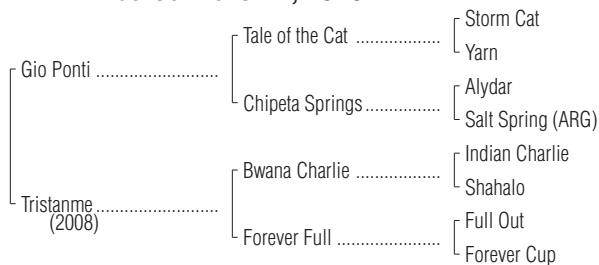 Storm Cat
Tale of the Cat ..................
Yarn
Gio Ponti ..........................
Alydar
Chipeta Springs .............
Salt Spring (ARG)
Indian Charlie
Bwana Charlie ..................
Shahalo
Tristanme ..........................
(2008)
Full Out
Forever Full ......................
Forever Cup